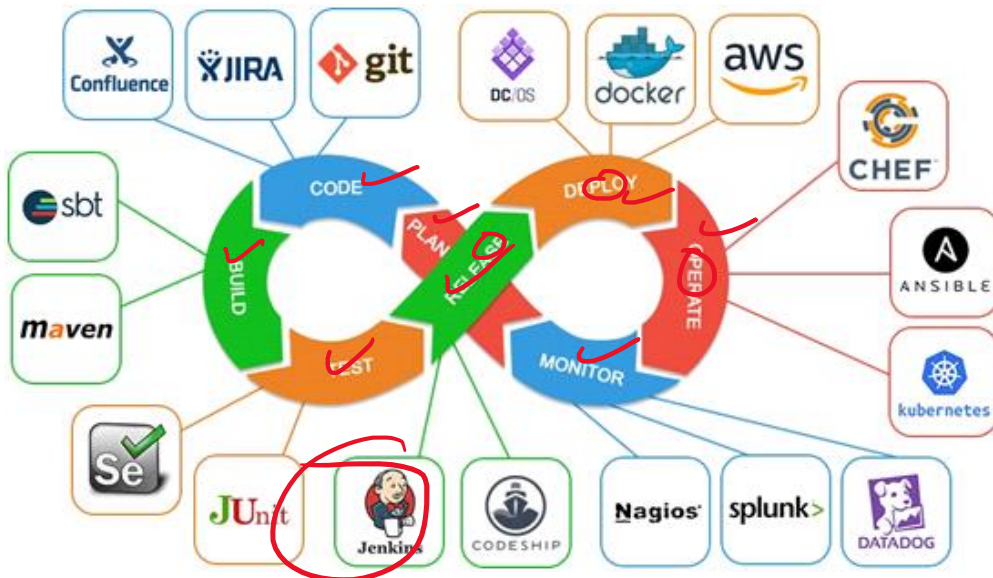 Confluence
JIRA
git
DC/OS
docker
aws
CHEF
sbt
maven
CODE
PLAN
RELEASE
DEPLOY
OPERATE
BUILD
TEST
MONITOR
ANSIBLE
kubernetes
Se
JUnit
Jenkins
CODESHIP
Nagios®
splunk>
DATADOG